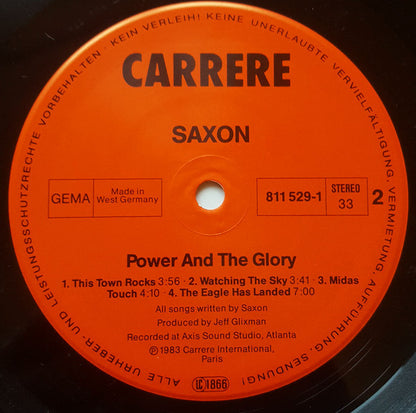 ALLE URHEBER- UND LEISTUNGSSCHUTZRECHTE VORBEHALTEN · KEIN VERLEIH! KEINE UNERLAUBTE VERVIELFÄLTIGUNG, VERMIETUNG, AUFFÜHRUNG, SENDUNG!
CARRERE
SAXON
GEMA
Made in
West Germany
811 529-1
STEREO
33
2
Power And The Glory
1. This Town Rocks 3:56 · 2. Watching The Sky 3:41 · 3. Midas
Touch 4:10 · 4. The Eagle Has Landed 7:00
All songs written by Saxon
Produced by Jeff Glixman
Recorded at Axis Sound Studio, Atlanta
℗ 1983 Carrere International,
Paris
LC 1866